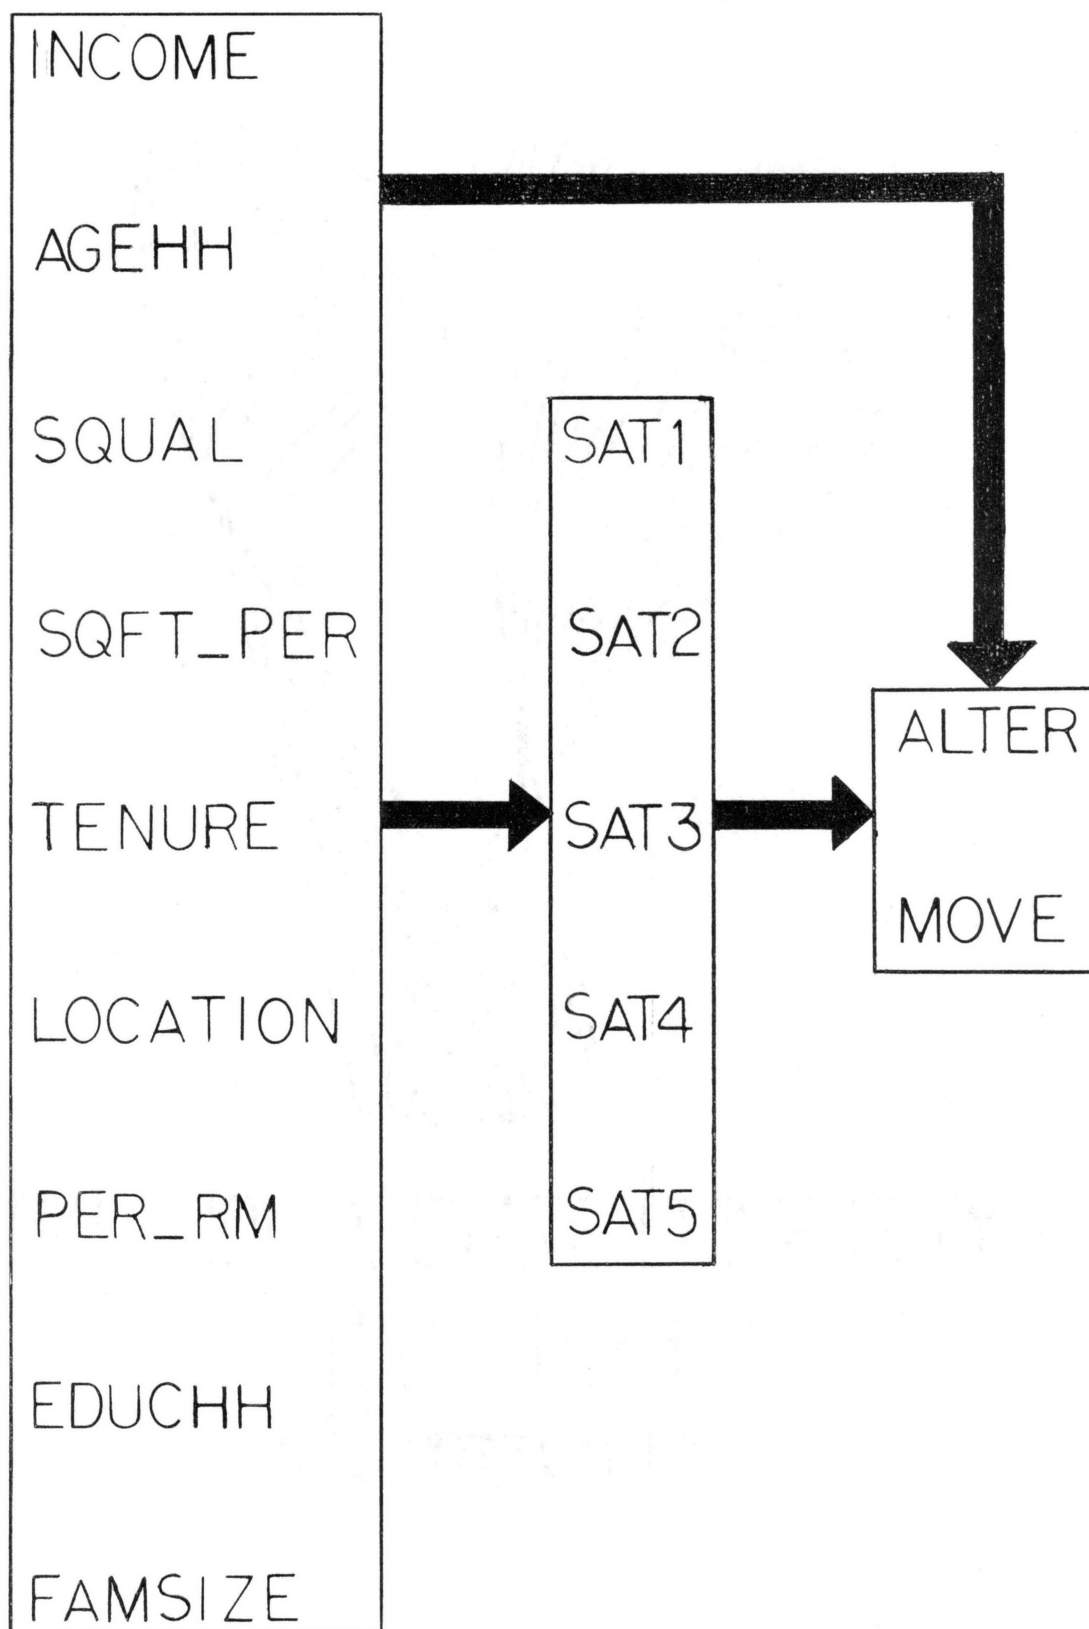 INCOME
AGEHH
SQUAL
SQFT_PER
TENURE
LOCATION
PER_RM
EDUCHH
FAMSIZE
SAT1
SAT2
SAT3
SAT4
SAT5
ALTER
MOVE